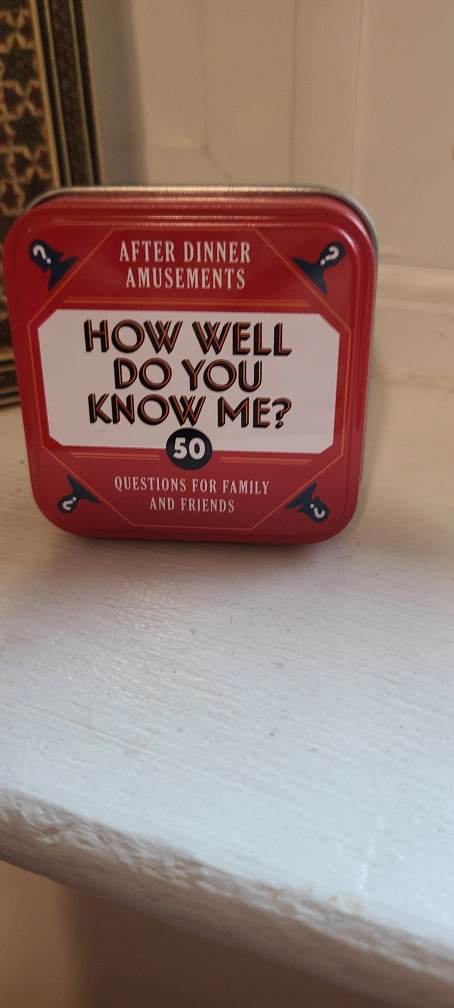 AFTER DINNER
AMUSEMENTS
HOW WELL
DO YOU
KNOW ME?
50
QUESTIONS FOR FAMILY
AND FRIENDS